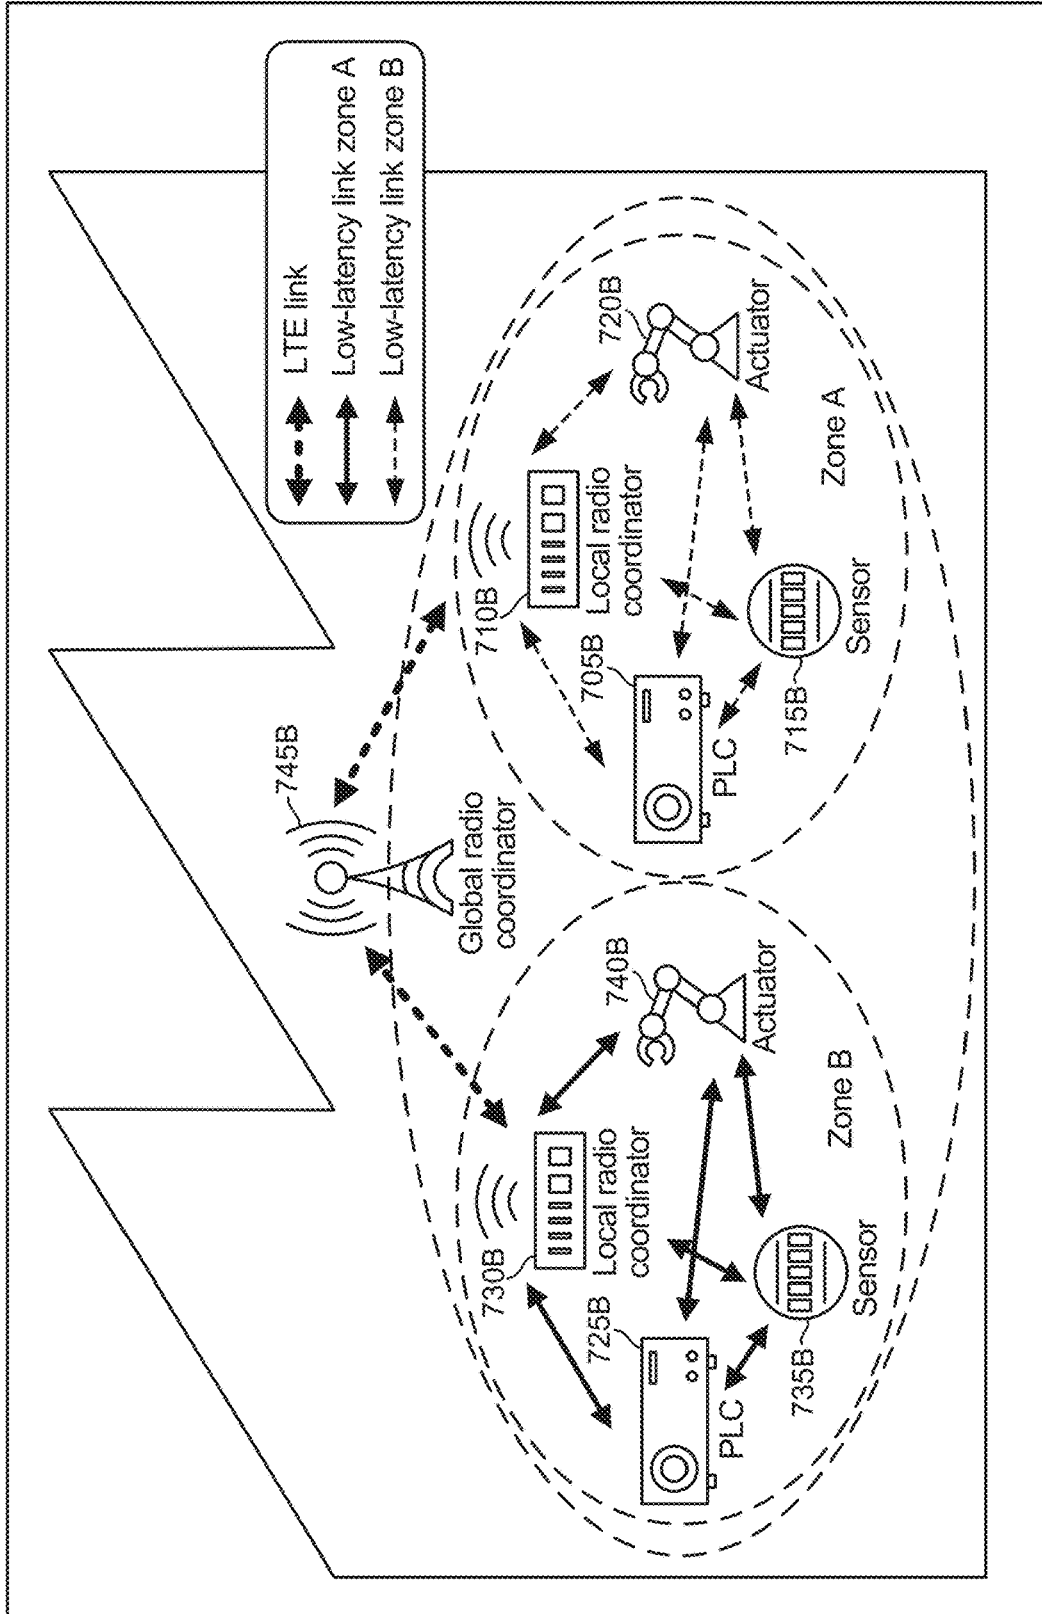 LTE link
Low-latency link zone A
Low-latency link zone B
745B
Global radio
coordinator
730B
Local radio
coordinator
725B
PLC
740B
Actuator
735B
Sensor
Zone B
710B
Local radio
coordinator
705B
PLC
720B
Actuator
715B
Sensor
Zone A